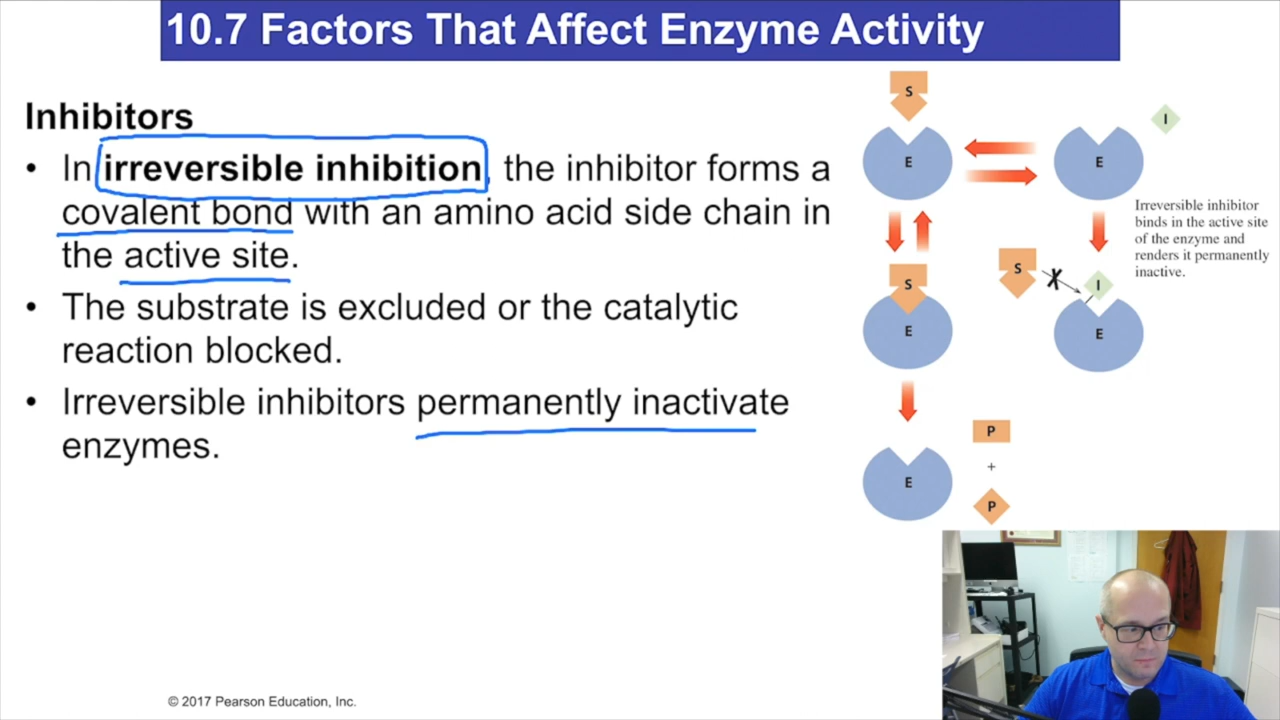 10.7 Factors That Affect Enzyme Activity
Inhibitors
• In irreversible inhibition, the inhibitor forms a
covalent bond with an amino acid side chain in
the active site.
• The substrate is excluded or the catalytic
reaction blocked.
• Irreversible inhibitors permanently inactivate
enzymes.
S
E
E
I
Irreversible inhibitor
binds in the active site
of the enzyme and
renders it permanently
inactive.
S
E
S
I
E
E
P
+
P
© 2017 Pearson Education, Inc.